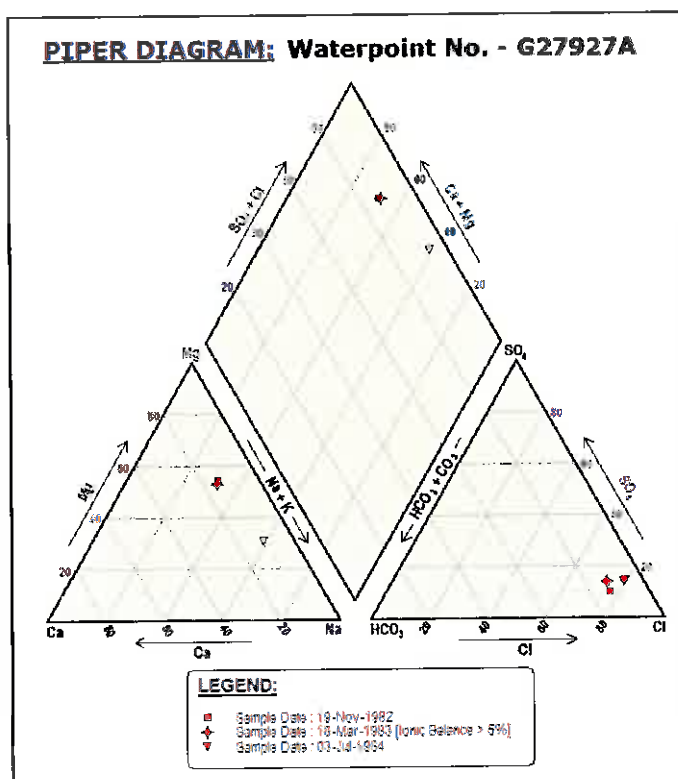 PIPER DIAGRAM: Waterpoint No. - G27927A
SO₄ + Cl
Ca + Mg
80
80
60
60
40
20
20
Mg
SO₄
80
80
60
40
20
20
Mg
Na + K
HCO₃ + CO₃
SO₄
Ca
Na
HCO₃
20
40
60
80
Cl
Ca
Cl
LEGEND:
Sample Date : 19-Nov-1982
Sample Date : 16-Mar-1983 [Ionic Balance > 5%]
Sample Date : 03-Jul-1984